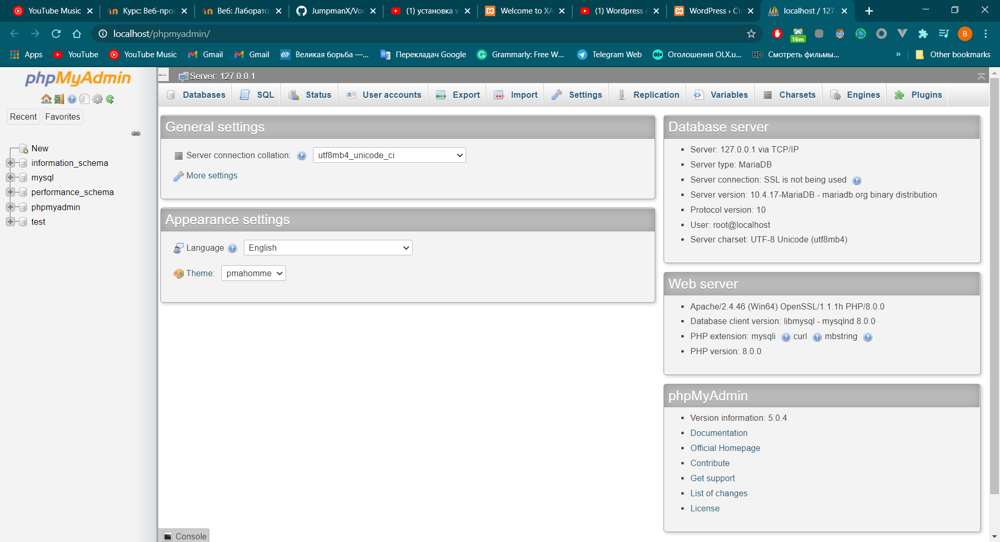 YouTube Music
Курс: Веб-прог
Веб: Лаборато
JumpmanX/Voc
(1) установка w
Welcome to XA
(1) Wordpress c
WordPress › Ст
localhost / 127
localhost/phpmyadmin/
16m
B
Apps
YouTube
YouTube Music
Gmail
Gmail
Великая борьба —...
Перекладач Google
Grammarly: Free W...
Telegram Web
Оголошення OLX.u...
HD
Смотреть фильмы...
»
Other bookmarks
phpMyAdmin
Server: 127.0.0.1
Databases
SQL
Status
User accounts
Export
Import
Settings
Replication
Variables
Charsets
Engines
Plugins
Recent
Favorites
New
information_schema
mysql
performance_schema
phpmyadmin
test
General settings
Server connection collation:
utf8mb4_unicode_ci
More settings
Appearance settings
Language
English
Theme:
pmahomme
Database server
Server: 127.0.0.1 via TCP/IP
Server type: MariaDB
Server connection: SSL is not being used
Server version: 10.4.17-MariaDB - mariadb.org binary distribution
Protocol version: 10
User: root@localhost
Server charset: UTF-8 Unicode (utf8mb4)
Web server
Apache/2.4.46 (Win64) OpenSSL/1.1.1h PHP/8.0.0
Database client version: libmysql - mysqlnd 8.0.0
PHP extension: mysqli curl mbstring
PHP version: 8.0.0
phpMyAdmin
Version information: 5.0.4
Documentation
Official Homepage
Contribute
Get support
List of changes
License
Console